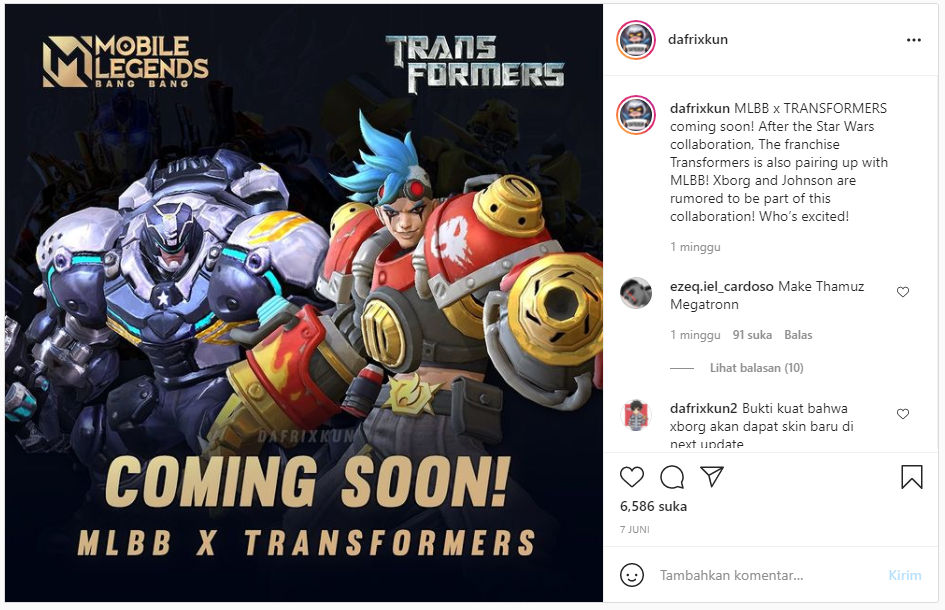 MOBILE
LEGENDS
BANG BANG
TRANS
FORMERS
DAFRIXKUN
COMING SOON!
MLBB X TRANSFORMERS
dafrixkun
dafrixkun MLBB x TRANSFORMERS
coming soon! After the Star Wars
collaboration, The franchise
Transformers is also pairing up with
MLBB! Xborg and Johnson are
rumored to be part of this
collaboration! Who's excited!
1 minggu
ezeq.iel_cardoso Make Thamuz
Megatronn
1 minggu 91 suka Balas
Lihat balasan (10)
dafrixkun2 Bukti kuat bahwa
xborg akan dapat skin baru di
next update
6,586 suka
7 JUNI
Tambahkan komentar...
Kirim